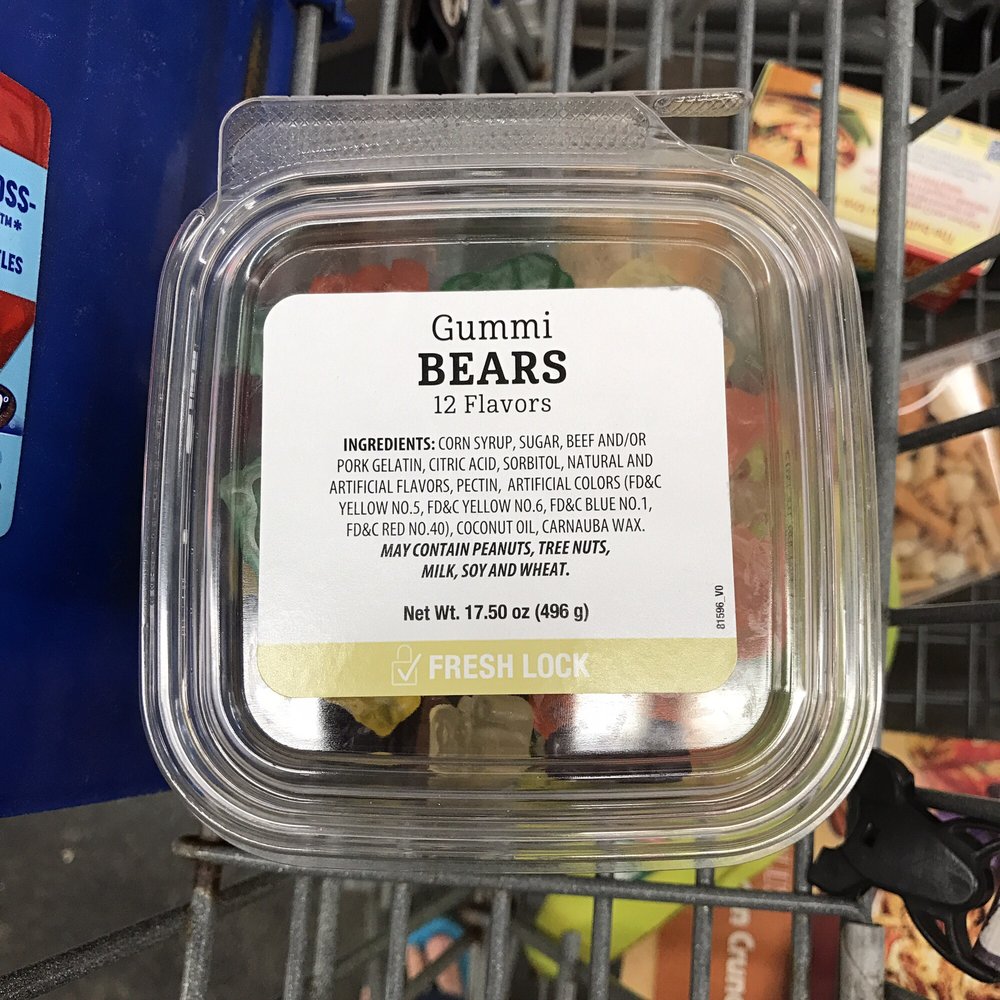 Gummi
BEARS
12 Flavors
INGREDIENTS: CORN SYRUP, SUGAR, BEEF AND/OR
PORK GELATIN, CITRIC ACID, SORBITOL, NATURAL AND
ARTIFICIAL FLAVORS, PECTIN, ARTIFICIAL COLORS (FD&C
YELLOW NO.5, FD&C YELLOW NO.6, FD&C BLUE NO.1,
FD&C RED NO.40), COCONUT OIL, CARNAUBA WAX.
MAY CONTAIN PEANUTS, TREE NUTS,
MILK, SOY AND WHEAT.
Net Wt. 17.50 oz (496 g)
81596_V0
FRESH LOCK
OSS-
TM*
LES